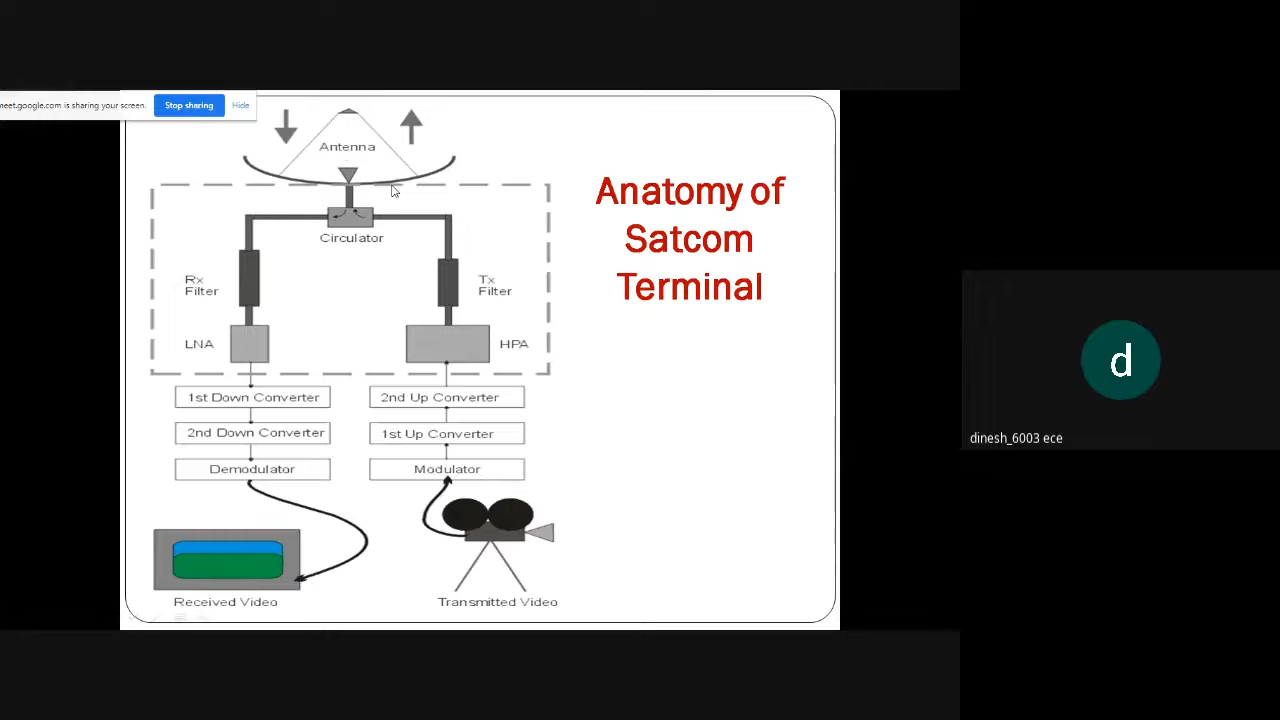 meet.google.com is sharing your screen.
Stop sharing
Hide
Antenna
Circulator
Rx
Filter
Tx
Filter
LNA
HPA
1st Down Converter
2nd Up Converter
2nd Down Converter
1st Up Converter
Demodulator
Modulator
Received Video
Transmitted Video
Anatomy of
Satcom
Terminal
d
dinesh_6003 ece